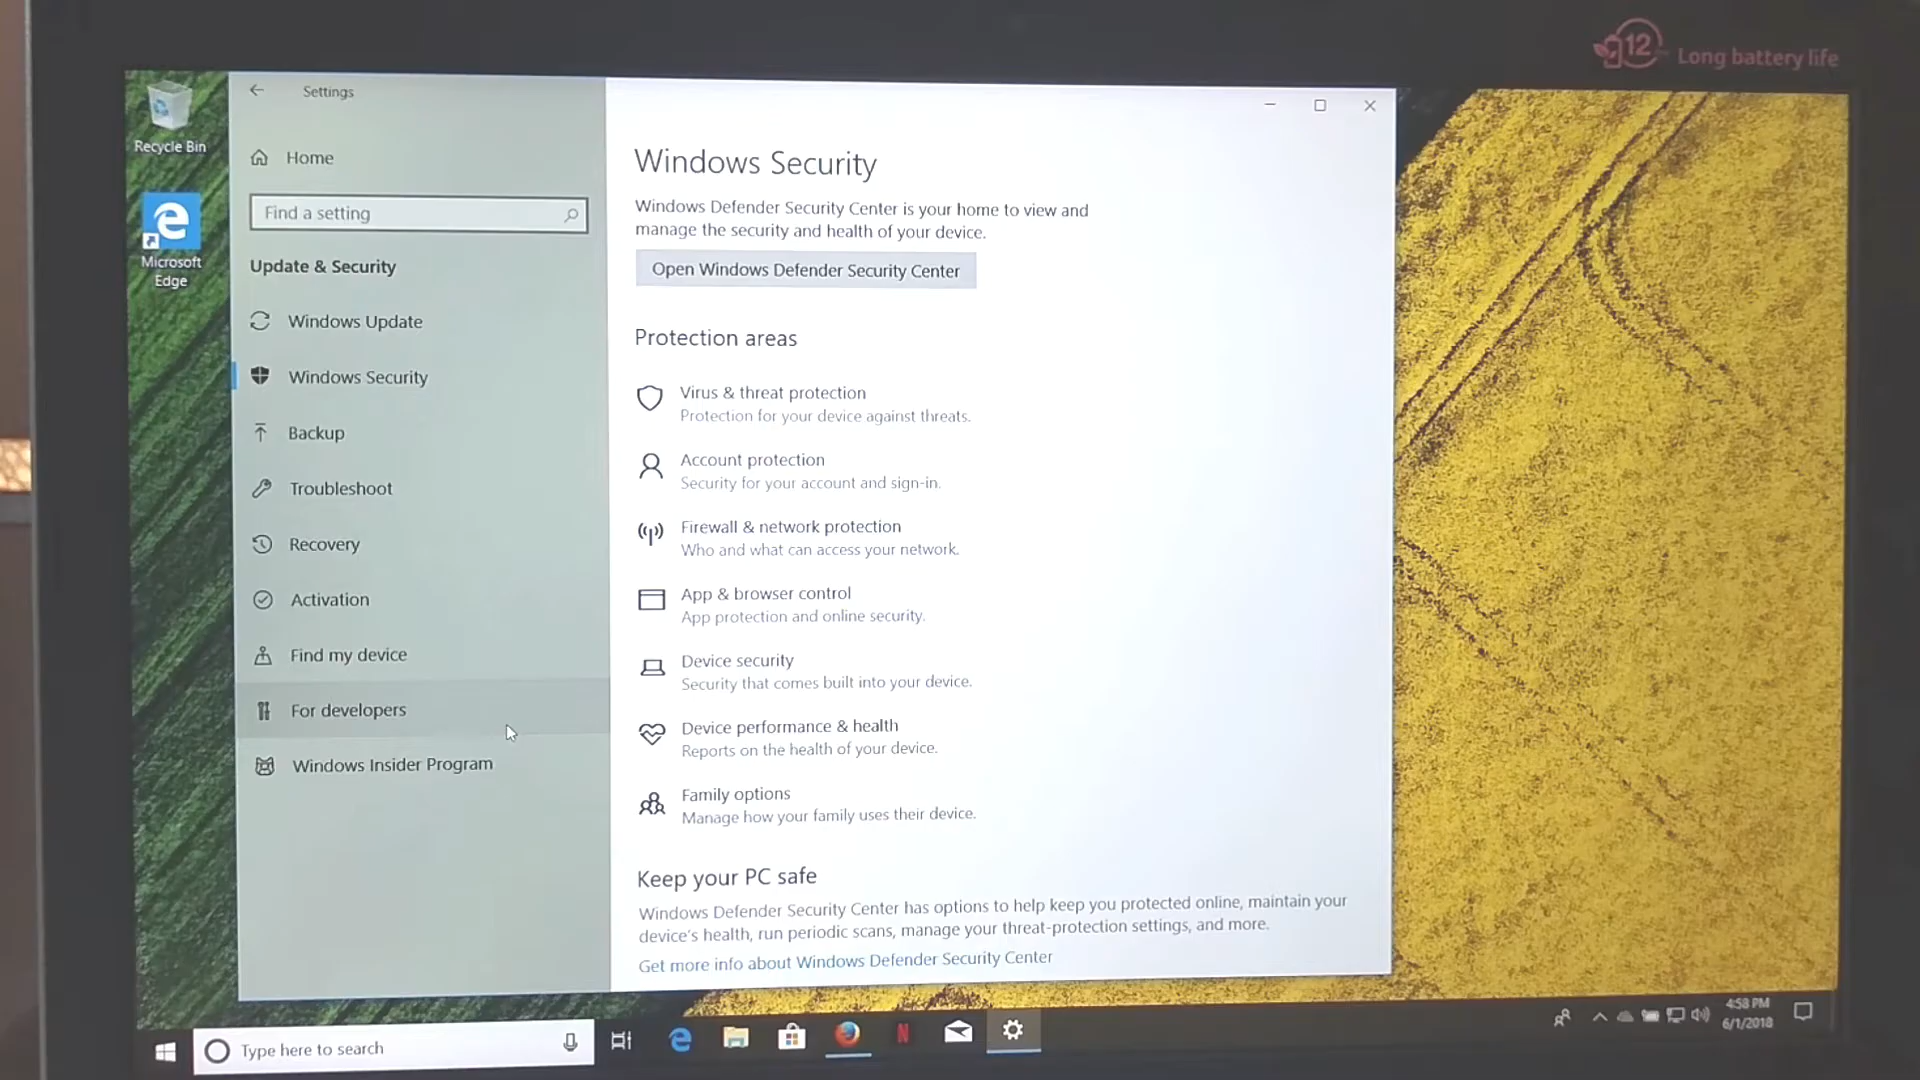 12
Long battery life
Recycle Bin
Microsoft
Edge
Settings
Home
Find a setting
Update & Security
Windows Update
Windows Security
Backup
Troubleshoot
Recovery
Activation
Find my device
For developers
Windows Insider Program
Windows Security
Windows Defender Security Center is your home to view and
manage the security and health of your device.
Open Windows Defender Security Center
Protection areas
Virus & threat protection
Protection for your device against threats.
Account protection
Security for your account and sign-in.
Firewall & network protection
Who and what can access your network.
App & browser control
App protection and online security.
Device security
Security that comes built into your device.
Device performance & health
Reports on the health of your device.
Family options
Manage how your family uses their device.
Keep your PC safe
Windows Defender Security Center has options to help keep you protected online, maintain your
device's health, run periodic scans, manage your threat-protection settings, and more.
Get more info about Windows Defender Security Center
Type here to search
4:58 PM
6/1/2018